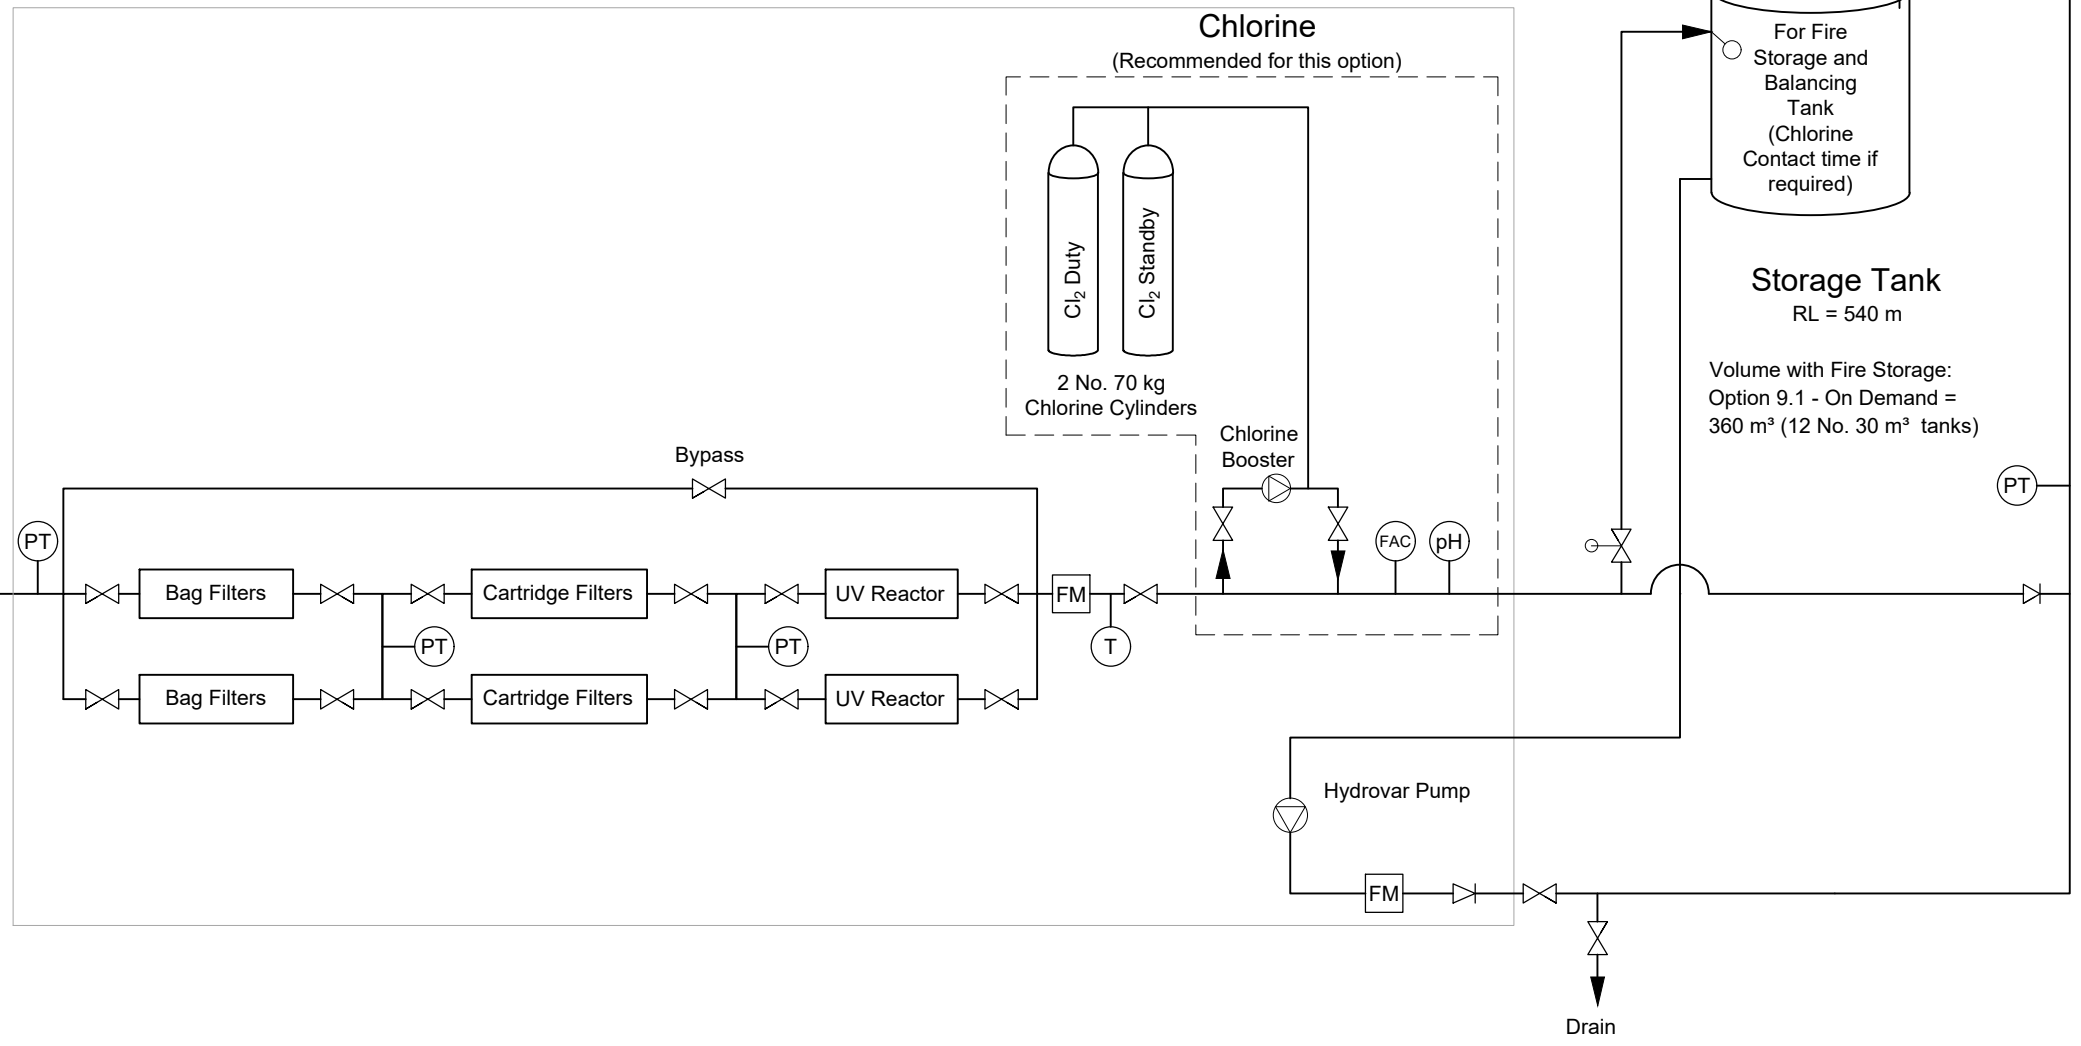 Chlorine
(Recommended for this option)
Cl₂ Duty
Cl₂ Standby
2 No. 70 kg
Chlorine Cylinders
Chlorine
Booster
For Fire
Storage and
Balancing
Tank
(Chlorine
Contact time if
required)
Storage Tank
RL = 540 m
Volume with Fire Storage:
Option 9.1 - On Demand =
360 m³ (12 No. 30 m³ tanks)
Bypass
PT
PT
FAC
pH
Bag Filters
Cartridge Filters
UV Reactor
FM
PT
PT
T
Bag Filters
Cartridge Filters
UV Reactor
Hydrovar Pump
FM
Drain